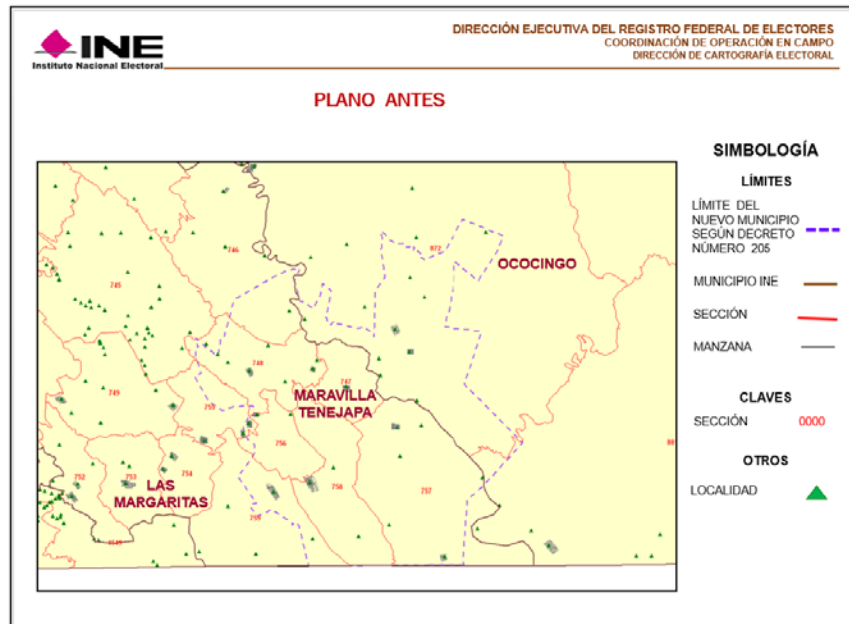 INE
Instituto Nacional Electoral
DIRECCIÓN EJECUTIVA DEL REGISTRO FEDERAL DE ELECTORES
COORDINACIÓN DE OPERACIÓN EN CAMPO
DIRECCIÓN DE CARTOGRAFÍA ELECTORAL
PLANO ANTES
746
872
OCOCINGO
745
748
747
749
MARAVILLA
TENEJAPA
756
752
753
754
LAS
MARGARITAS
758
757
SIMBOLOGÍA
LÍMITES
LÍMITE DEL
NUEVO MUNICIPIO
SEGÚN DECRETO
NÚMERO 205
MUNICIPIO INE
SECCIÓN
MANZANA
CLAVES
SECCIÓN 0000
OTROS
LOCALIDAD